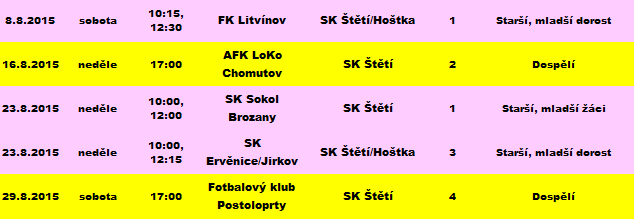 8.8.2015 sobota 10:15, 12:30 FK Litvínov SK Štětí/Hoštka 1 Starší, mladší dorost
16.8.2015 neděle 17:00 AFK LoKo Chomutov SK Štětí 2 Dospělí
23.8.2015 neděle 10:00, 12:00 SK Sokol Brozany SK Štětí 1 Starší, mladší žáci
23.8.2015 neděle 10:00, 12:15 SK Ervěnice/Jirkov SK Štětí/Hoštka 3 Starší, mladší dorost
29.8.2015 sobota 17:00 Fotbalový klub Postoloprty SK Štětí 4 Dospělí